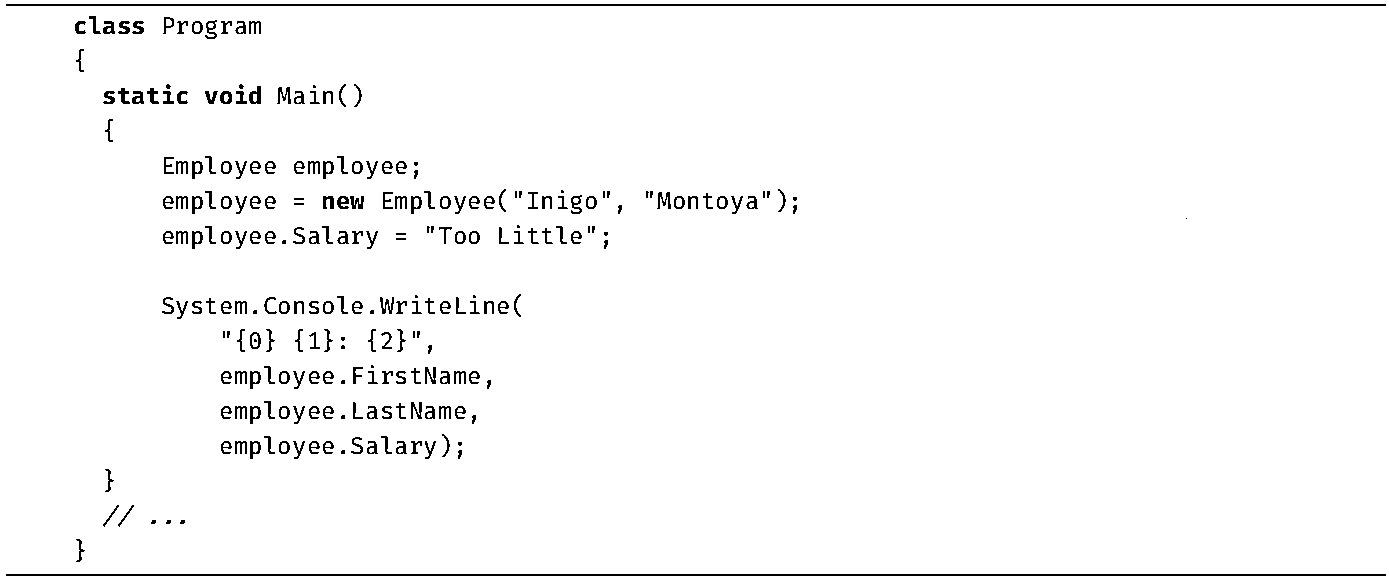 class Program
{
  static void Main()
  {
      Employee employee;
      employee = new Employee("Inigo", "Montoya");
      employee.Salary = "Too Little";

      System.Console.WriteLine(
          "{0} {1}: {2}",
          employee.FirstName,
          employee.LastName,
          employee.Salary);
  }
  // ...
}